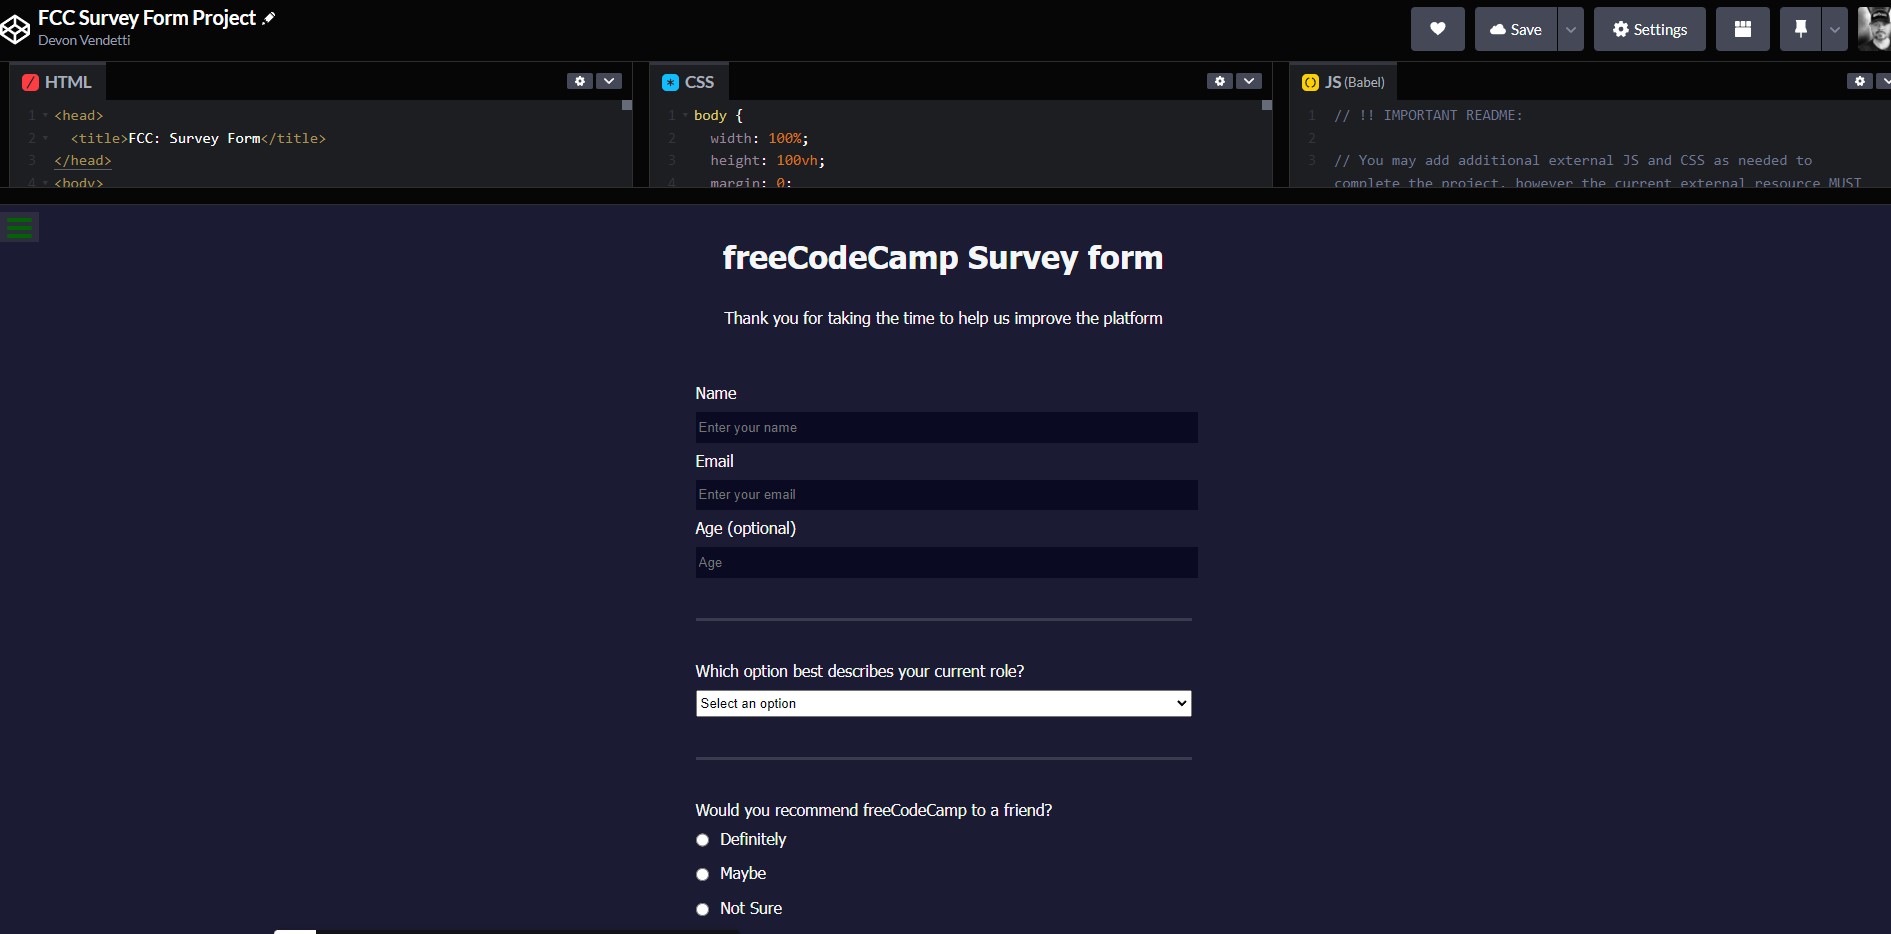 FCC Survey Form Project
Devon Vendetti
Save
Settings
HTML
1 <head>
2 <title>FCC: Survey Form</title>
3 </head>
4 <body>
CSS
1 body {
2 width: 100%;
3 height: 100vh;
4 margin: 0;
JS (Babel)
1 // !! IMPORTANT README:
2
3 // You may add additional external JS and CSS as needed to
complete the project, however the current external resource MUST
freeCodeCamp Survey form
Thank you for taking the time to help us improve the platform
Name
Enter your name
Email
Enter your email
Age (optional)
Age
Which option best describes your current role?
Select an option
Would you recommend freeCodeCamp to a friend?
Definitely
Maybe
Not Sure